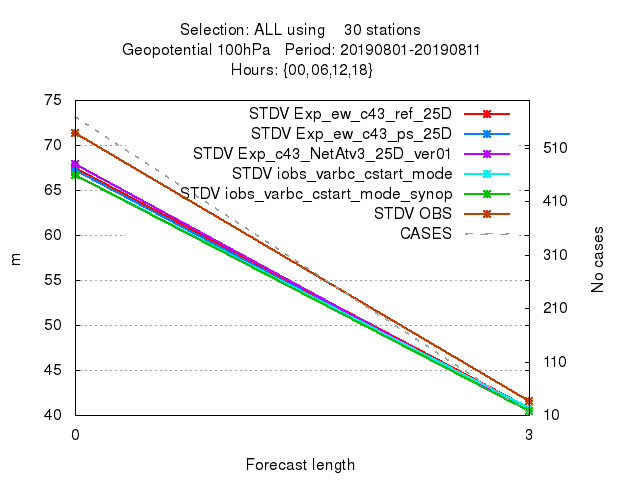 Selection: ALL using    30 stations
Geopotential 100hPa   Period: 20190801-20190811
Hours: {00,06,12,18}
75
70
65
60
55
50
45
40
m
STDV Exp_ew_c43_ref_25D
STDV Exp_ew_c43_ps_25D
STDV Exp_c43_NetAtv3_25D_ver01
STDV iobs_varbc_cstart_mode
STDV iobs_varbc_cstart_mode_synop
STDV OBS
CASES
510
410
310
210
110
10
No cases
0
3
Forecast length